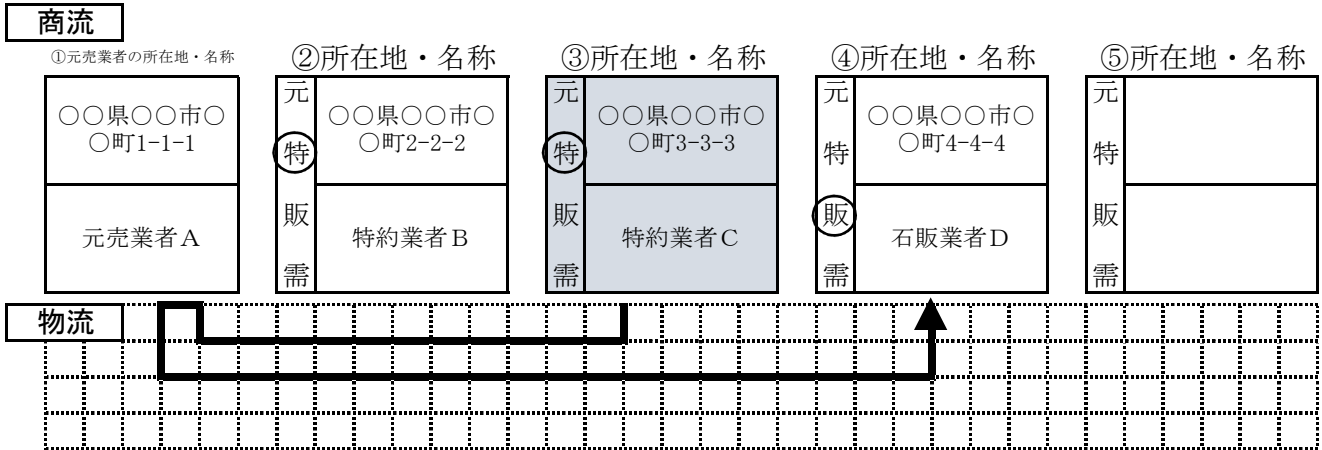 商流
①元売業者の所在地・名称
②所在地・名称
③所在地・名称
④所在地・名称
⑤所在地・名称
○○県○○市○
○町1-1-1
元売業者A
元
特
販
需
○○県○○市○
○町2-2-2
特約業者B
元
特
販
需
○○県○○市○
○町3-3-3
特約業者C
元
特
販
需
○○県○○市○
○町4-4-4
石販業者D
元
特
販
需
物流